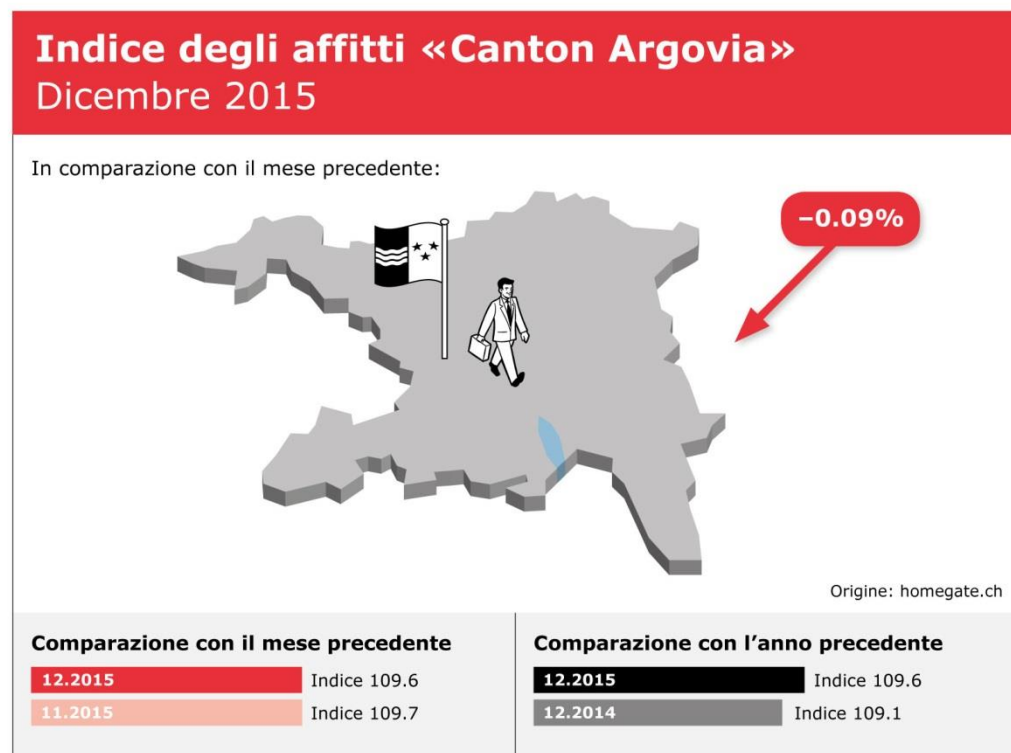 Indice degli affitti «Canton Argovia»
Dicembre 2015
In comparazione con il mese precedente:
–0.09%
Origine: homegate.ch
Comparazione con il mese precedente
12.2015 Indice 109.6
11.2015 Indice 109.7
Comparazione con l’anno precedente
12.2015 Indice 109.6
12.2014 Indice 109.1